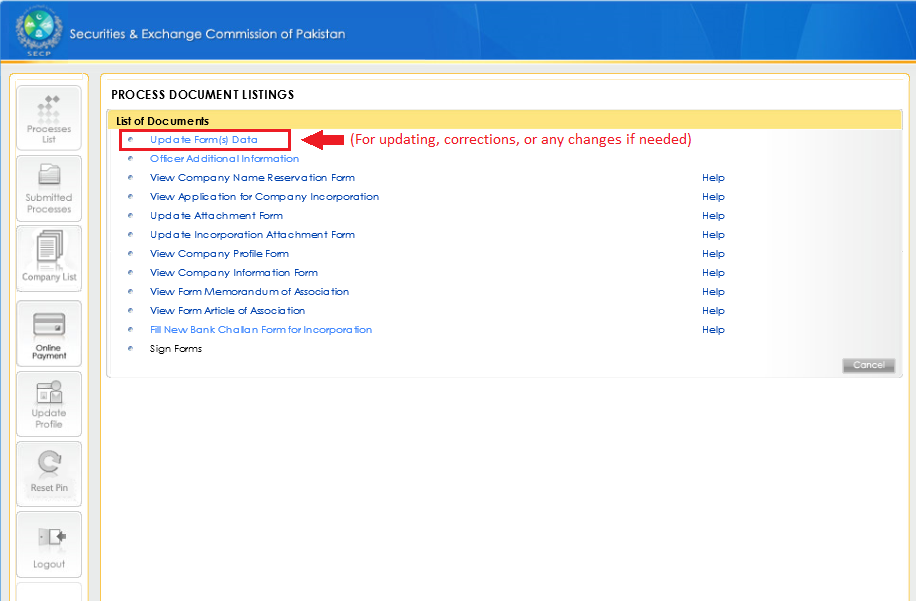 SECP
Securities & Exchange Commission of Pakistan
Processes
List
Submitted
Processes
Company List
Online
Payment
Update
Profile
Reset Pin
Logout
PROCESS DOCUMENT LISTINGS
List of Documents
Update Form(s) Data
(For updating, corrections, or any changes if needed)
Officer Additional Information
View Company Name Reservation Form Help
View Application for Company Incorporation Help
Update Attachment Form Help
Update Incorporation Attachment Form Help
View Company Profile Form Help
View Company Information Form Help
View Form Memorandum of Association Help
View Form Article of Association Help
Fill New Bank Challan Form for Incorporation Help
Sign Forms
Cancel